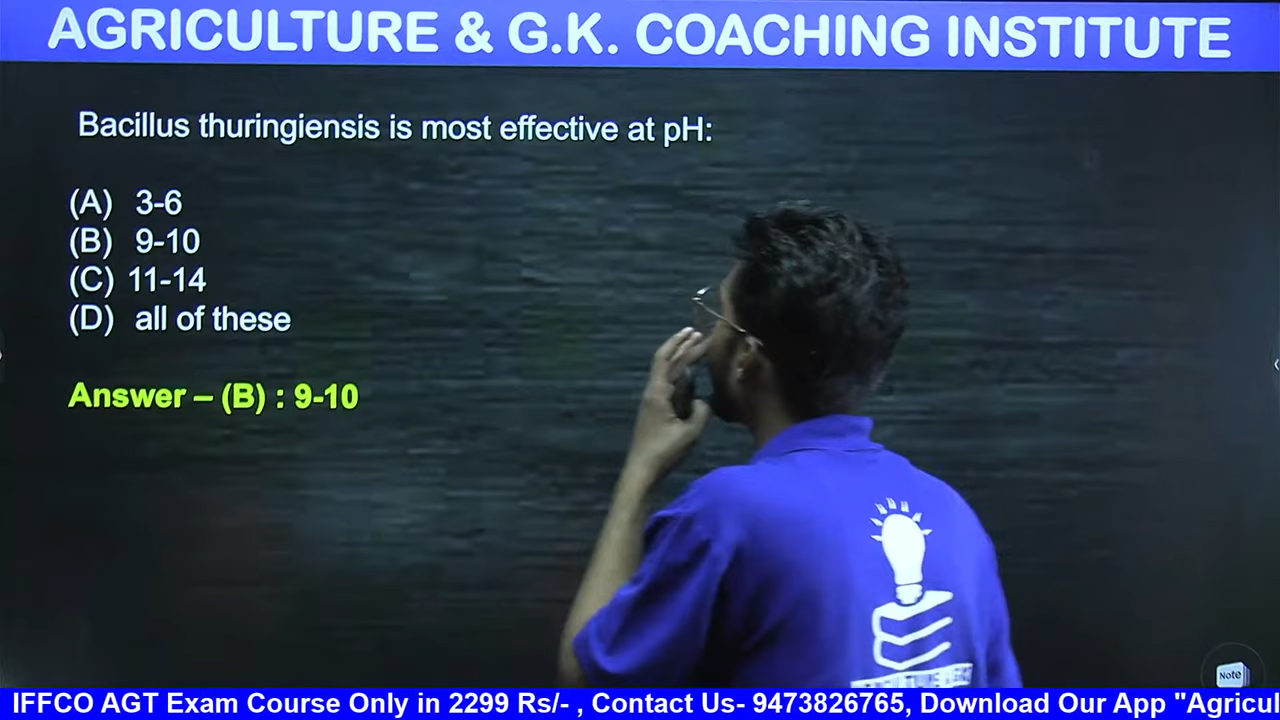 AGRICULTURE & G.K. COACHING INSTITUTE
Bacillus thuringiensis is most effective at pH:
(A) 3-6
(B) 9-10
(C) 11-14
(D) all of these
Answer – (B) : 9-10
Note
IFFCO AGT Exam Course Only in 2299 Rs/- , Contact Us- 9473826765, Download Our App "Agricul